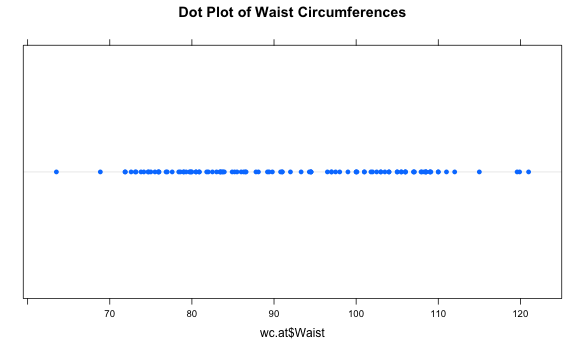 Dot Plot of Waist Circumferences
70 80 90 100 110 120
wc.at$Waist